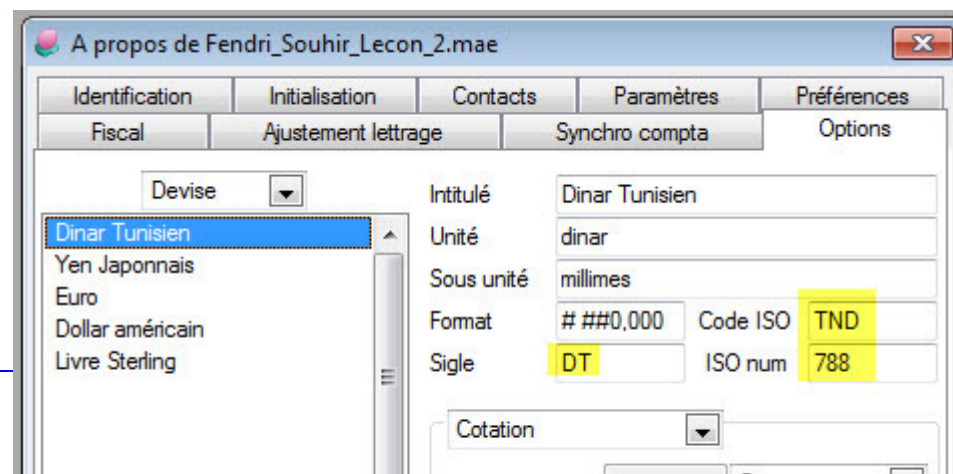 A propos de Fendri_Souhir_Lecon_2.mae
Identification Initialisation Contacts Paramètres Préférences
Fiscal Ajustement lettrage Synchro compta Options
Devise
Dinar Tunisien
Yen Japonnais
Euro
Dollar américain
Livre Sterling
Intitulé Dinar Tunisien
Unité dinar
Sous unité millimes
Format # ##0,000 Code ISO TND
Sigle DT ISO num 788
Cotation